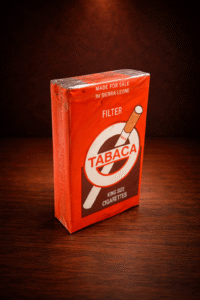 MADE FOR SALE
IN SIERRA LEONE
FILTER
TABACA
KING SIZE
CIGARETTES